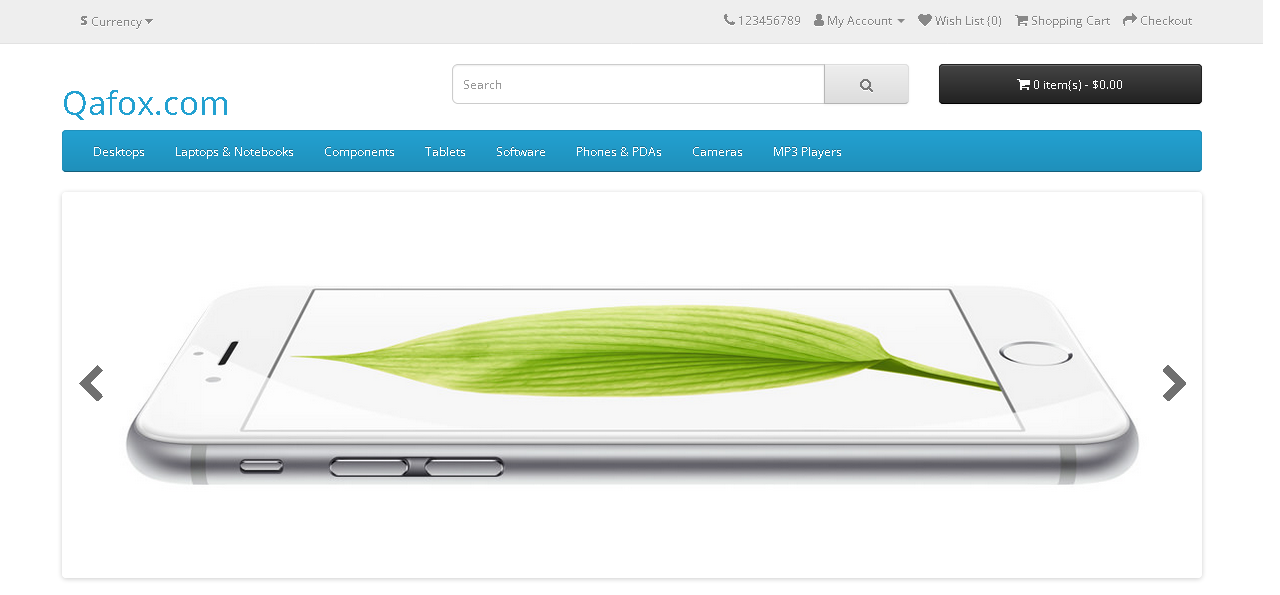 $ Currency
123456789 My Account Wish List (0) Shopping Cart Checkout
Qafox.com
Search
0 item(s) - $0.00
Desktops Laptops & Notebooks Components Tablets Software Phones & PDAs Cameras MP3 Players